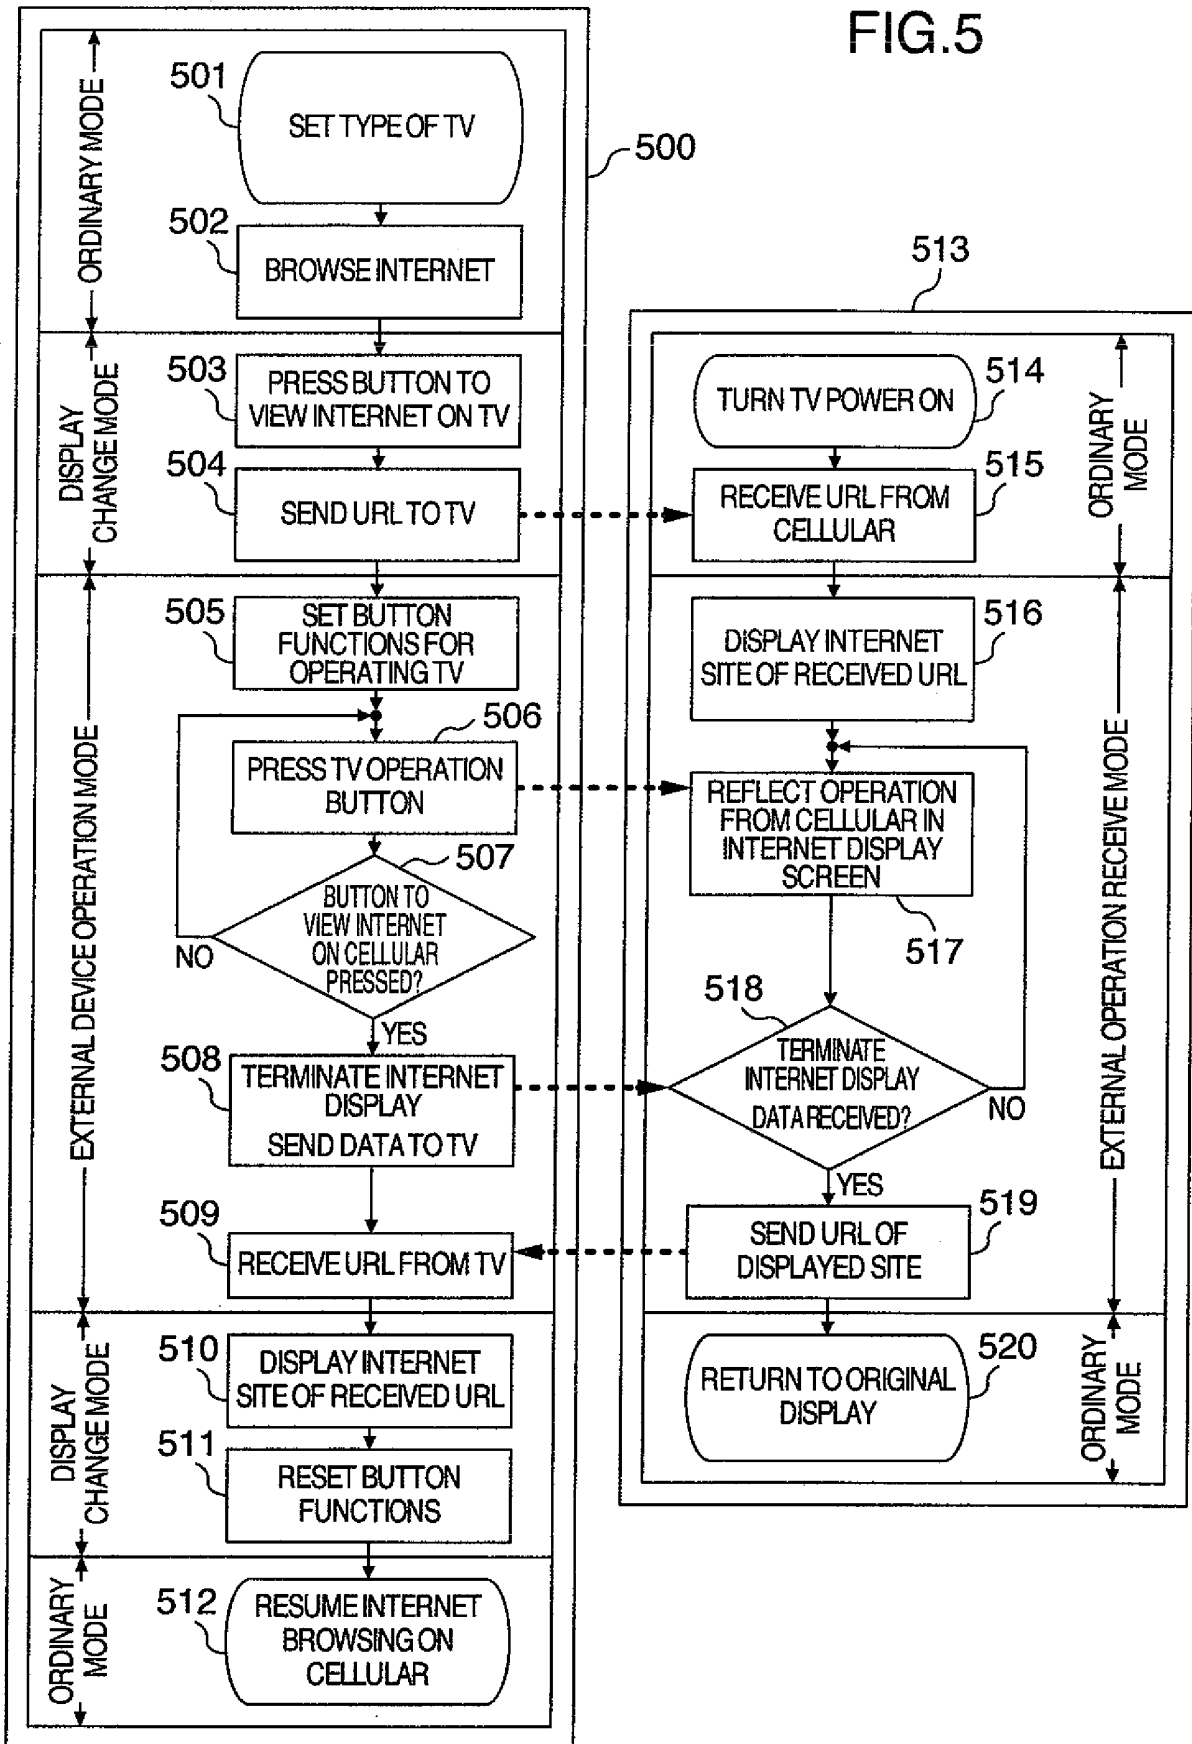 FIG.5
500
ORDINARY MODE
501
SET TYPE OF TV
502
BROWSE INTERNET
DISPLAY
CHANGE MODE
503
PRESS BUTTON TO
VIEW INTERNET ON TV
504
SEND URL TO TV
EXTERNAL DEVICE OPERATION MODE
505
SET BUTTON
FUNCTIONS FOR
OPERATING TV
506
PRESS TV OPERATION
BUTTON
507
BUTTON TO
VIEW INTERNET
ON CELLULAR
PRESSED?
NO
YES
508
TERMINATE INTERNET
DISPLAY
SEND DATA TO TV
509
RECEIVE URL FROM TV
DISPLAY
CHANGE MODE
510
DISPLAY INTERNET
SITE OF RECEIVED URL
511
RESET BUTTON
FUNCTIONS
ORDINARY
MODE
512
RESUME INTERNET
BROWSING ON
CELLULAR
513
ORDINARY
MODE
514
TURN TV POWER ON
515
RECEIVE URL FROM
CELLULAR
EXTERNAL OPERATION RECEIVE MODE
516
DISPLAY INTERNET
SITE OF RECEIVED URL
REFLECT OPERATION
FROM CELLULAR IN
INTERNET DISPLAY
SCREEN
517
518
TERMINATE
INTERNET DISPLAY
DATA RECEIVED?
NO
YES
519
SEND URL OF
DISPLAYED SITE
ORDINARY
MODE
520
RETURN TO ORIGINAL
DISPLAY